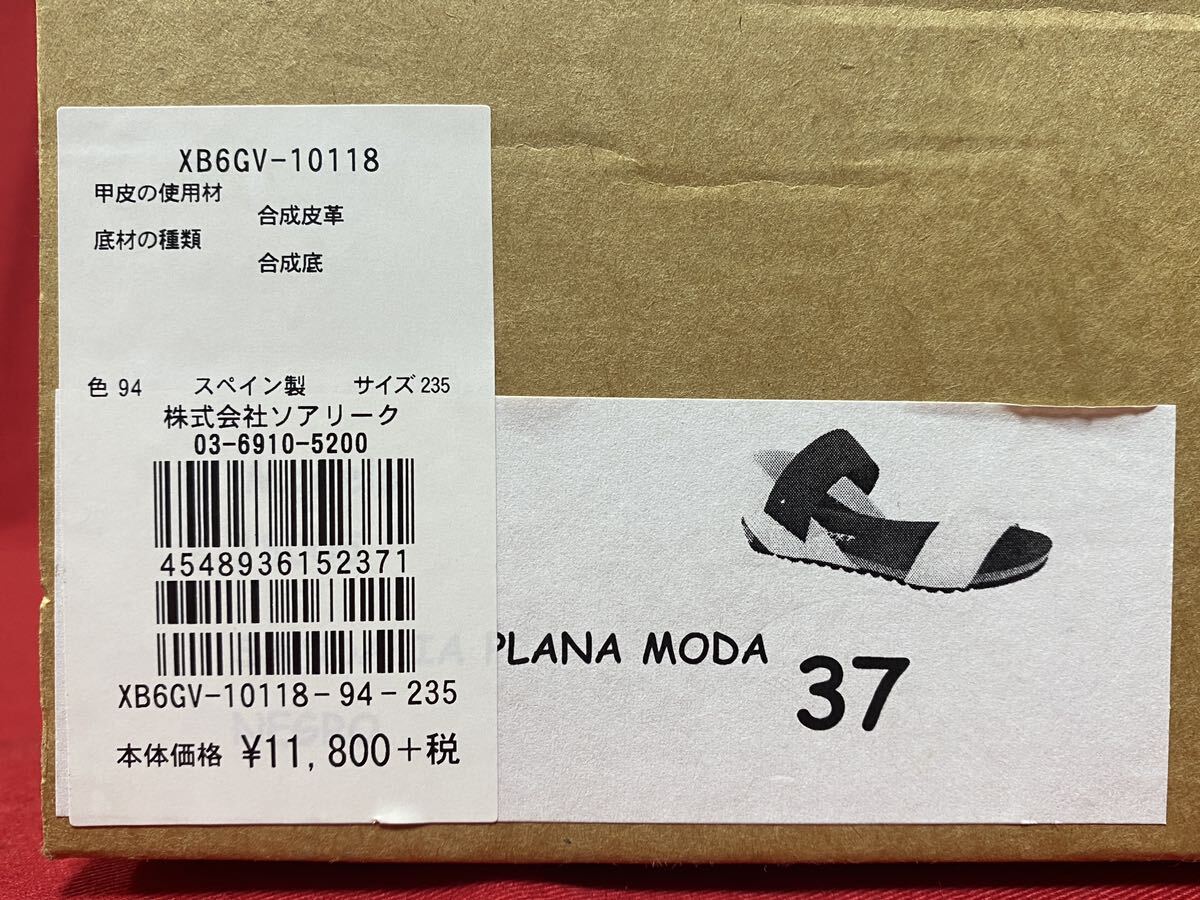 XB6GV-10118
甲皮の使用材
合成皮革
底材の種類
合成底
色 94 スペイン製 サイズ 235
株式会社ソアリーク
03-6910-5200
4548936152371
XB6GV-10118-94-235
本体価格 ¥11,800+税
PLANA MODA
37
NEGRO